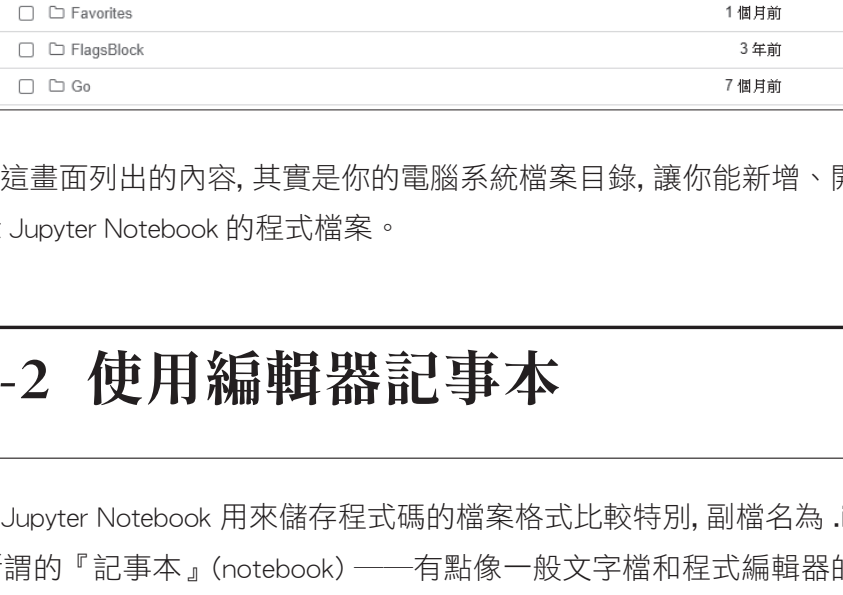 Favorites 1 個月前
FlagsBlock 3 年前
Go 7 個月前
這畫面列出的內容, 其實是你的電腦系統檔案目錄, 讓你能新增、
Jupyter Notebook 的程式檔案。
-2 使用編輯器記事本
Jupyter Notebook 用來儲存程式碼的檔案格式比較特別, 副檔名為 .i
謂的『記事本』(notebook) ──有點像一般文字檔和程式編輯器的